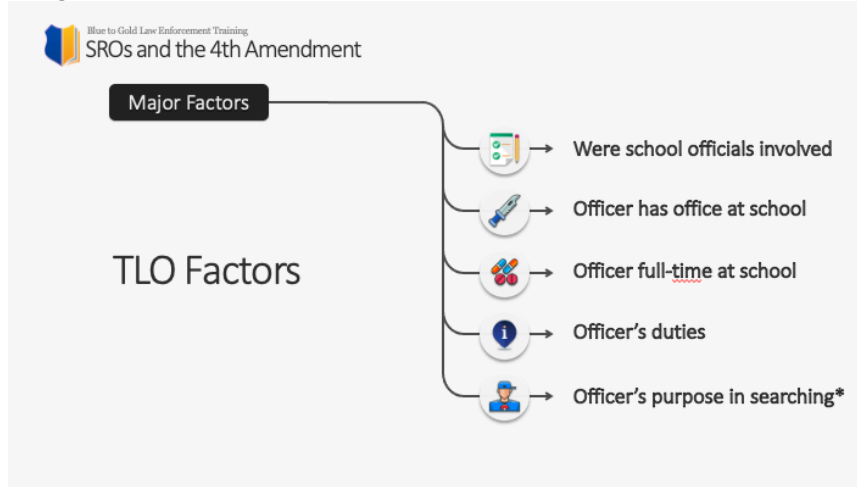 Blue to Gold Law Enforcement Training
SROs and the 4th Amendment
Major Factors
TLO Factors
Were school officials involved
Officer has office at school
Officer full-time at school
Officer's duties
Officer's purpose in searching*